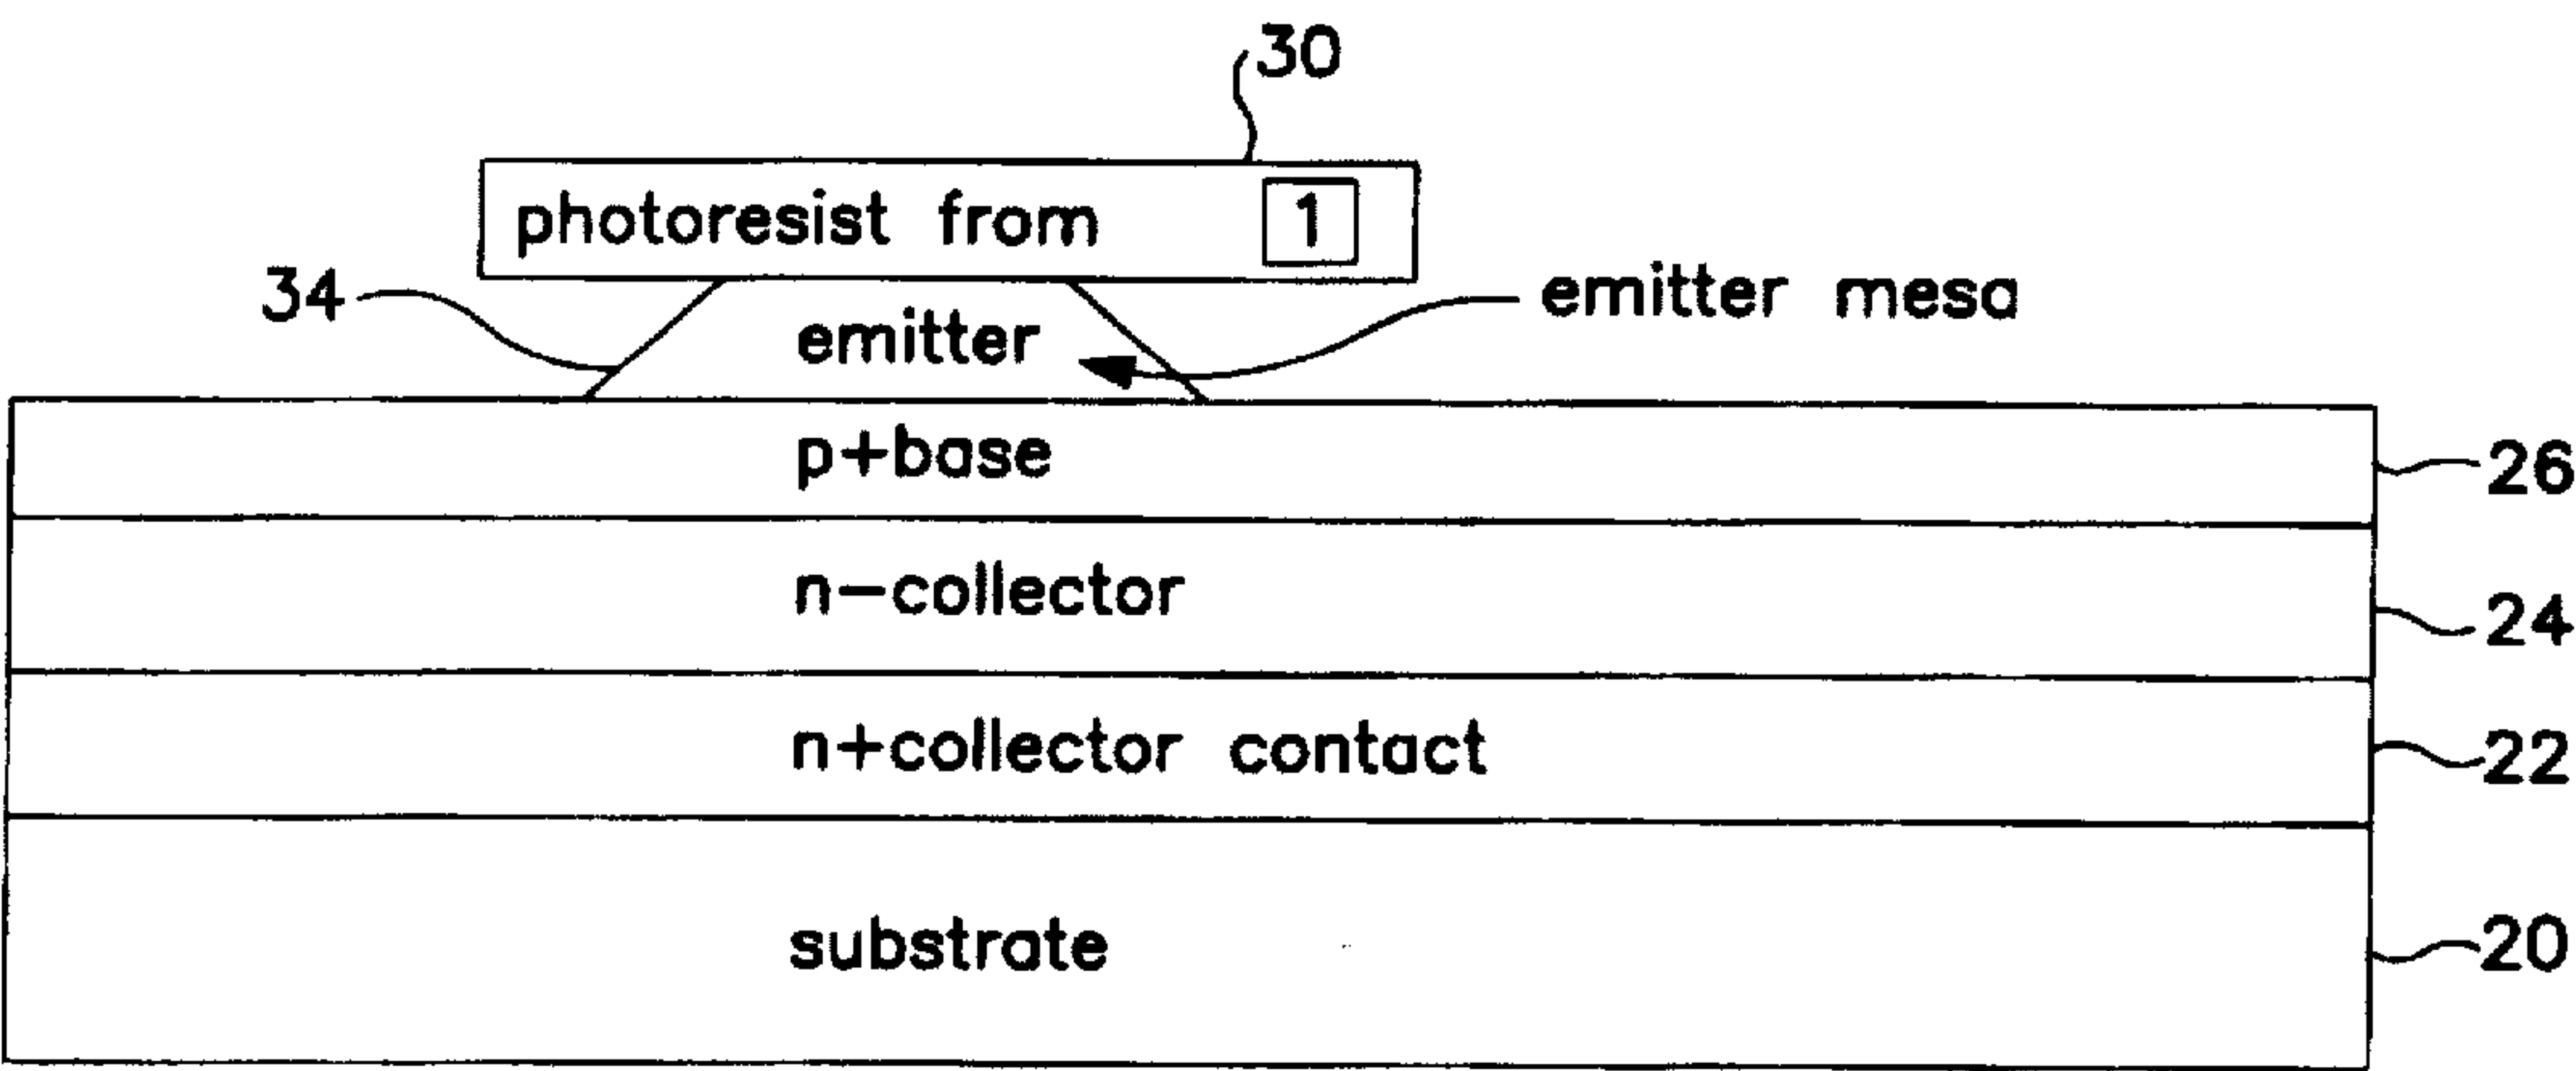 30
photoresist from 1
34
emitter mesa
emitter
p+base
26
n-collector
24
n+collector contact
22
substrate
20